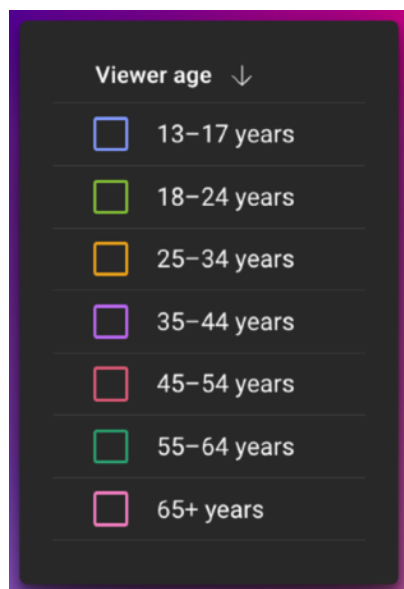 Viewer age ↓
13–17 years
18–24 years
25–34 years
35–44 years
45–54 years
55–64 years
65+ years